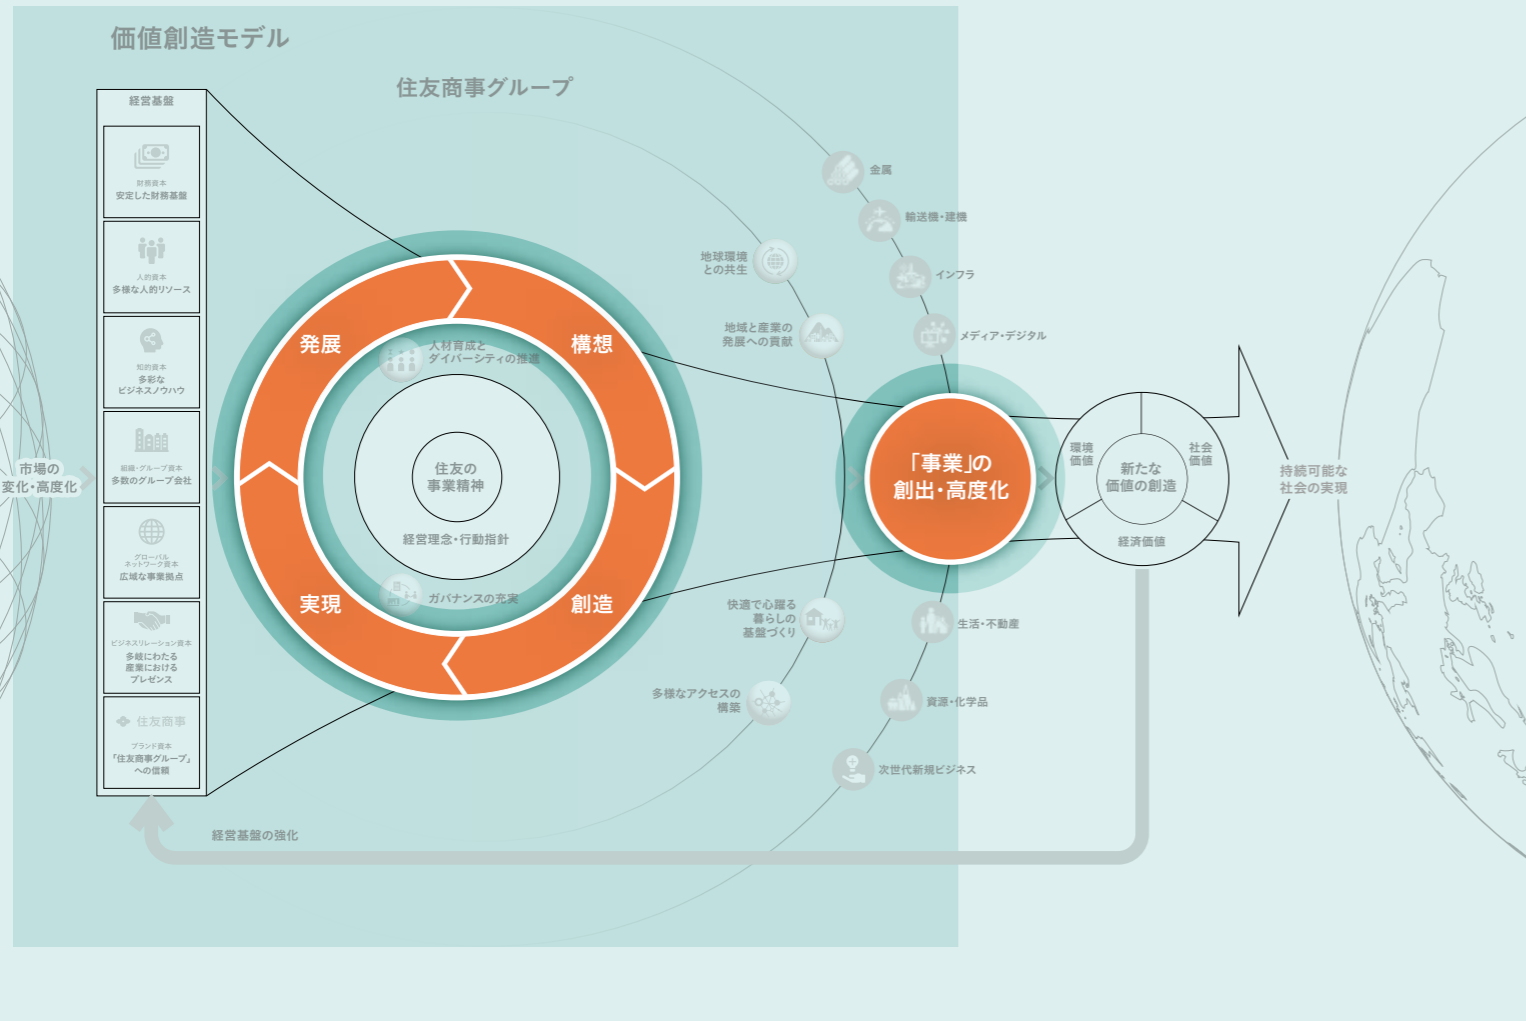 価値創造モデル
住友商事グループ
経営基盤
財務資本
安定した財務基盤
人的資本
多様な人的リソース
知的資本
多彩な
ビジネスノウハウ
組織・グループ資本
多数のグループ会社
グローバル
ネットワーク資本
広域な事業拠点
ビジネスリレーション資本
多岐にわたる
産業における
プレゼンス
住友商事
ブランド資本
「住友商事グループ」
への信頼
市場の
変化・高度化
発展
構想
実現
創造
人材育成と
ダイバーシティの推進
住友の
事業精神
経営理念・行動指針
ガバナンスの充実
地球環境
との共生
地域と産業の
発展への貢献
快適で心躍る
暮らしの
基盤づくり
多様なアクセスの
構築
金属
輸送機・建機
インフラ
メディア・デジタル
「事業」の
創出・高度化
生活・不動産
資源・化学品
次世代新規ビジネス
環境
価値
社会
価値
新たな
価値の創造
経済価値
持続可能な
社会の実現
経営基盤の強化